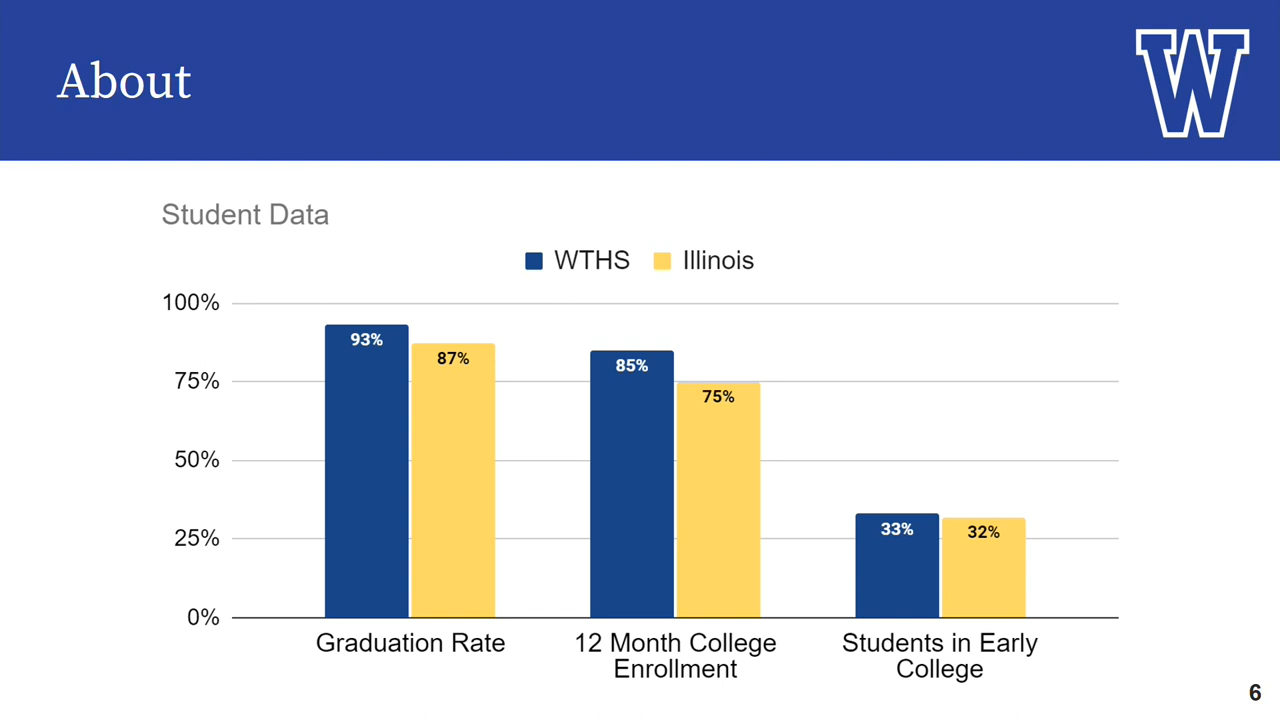 About
W
Student Data
WTHS Illinois
100%
75%
50%
25%
0%
93%
87%
85%
75%
33%
32%
Graduation Rate
12 Month College
Enrollment
Students in Early
College
6